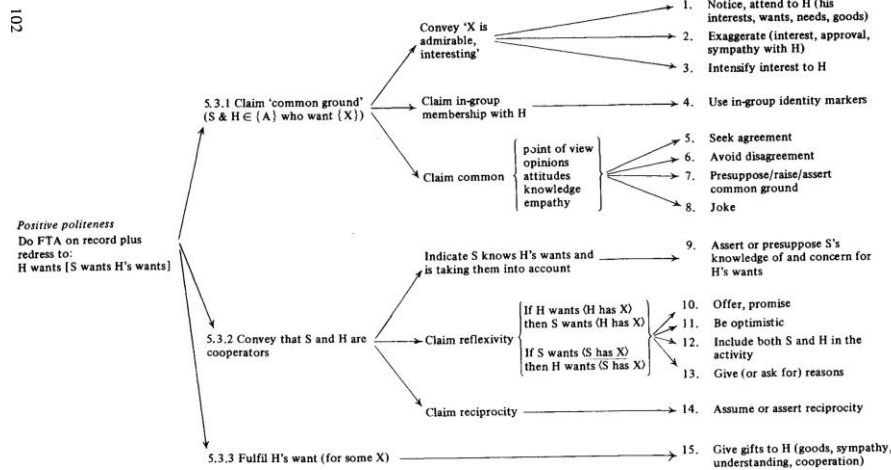 102
Positive politeness
Do FTA on record plus
redress to:
H wants [S wants H's wants]
5.3.1 Claim 'common ground'
(S & H ∈ {A} who want {X})
Convey 'X is
admirable,
interesting'
1. Notice, attend to H (his
interests, wants, needs, goods)
2. Exaggerate (interest, approval,
sympathy with H)
3. Intensify interest to H
Claim in-group
membership with H
4. Use in-group identity markers
Claim common
point of view
opinions
attitudes
knowledge
empathy
5. Seek agreement
6. Avoid disagreement
7. Presuppose/raise/assert
common ground
8. Joke
5.3.2 Convey that S and H are
cooperators
Indicate S knows H's wants and
is taking them into account
9. Assert or presuppose S's
knowledge of and concern for
H's wants
Claim reflexivity
If H wants ⟨H has X⟩
then S wants ⟨H has X⟩
If S wants ⟨S has X⟩
then H wants ⟨S has X⟩
10. Offer, promise
11. Be optimistic
12. Include both S and H in the
activity
13. Give (or ask for) reasons
Claim reciprocity
14. Assume or assert reciprocity
5.3.3 Fulfil H's want (for some X)
15. Give gifts to H (goods, sympathy,
understanding, cooperation)